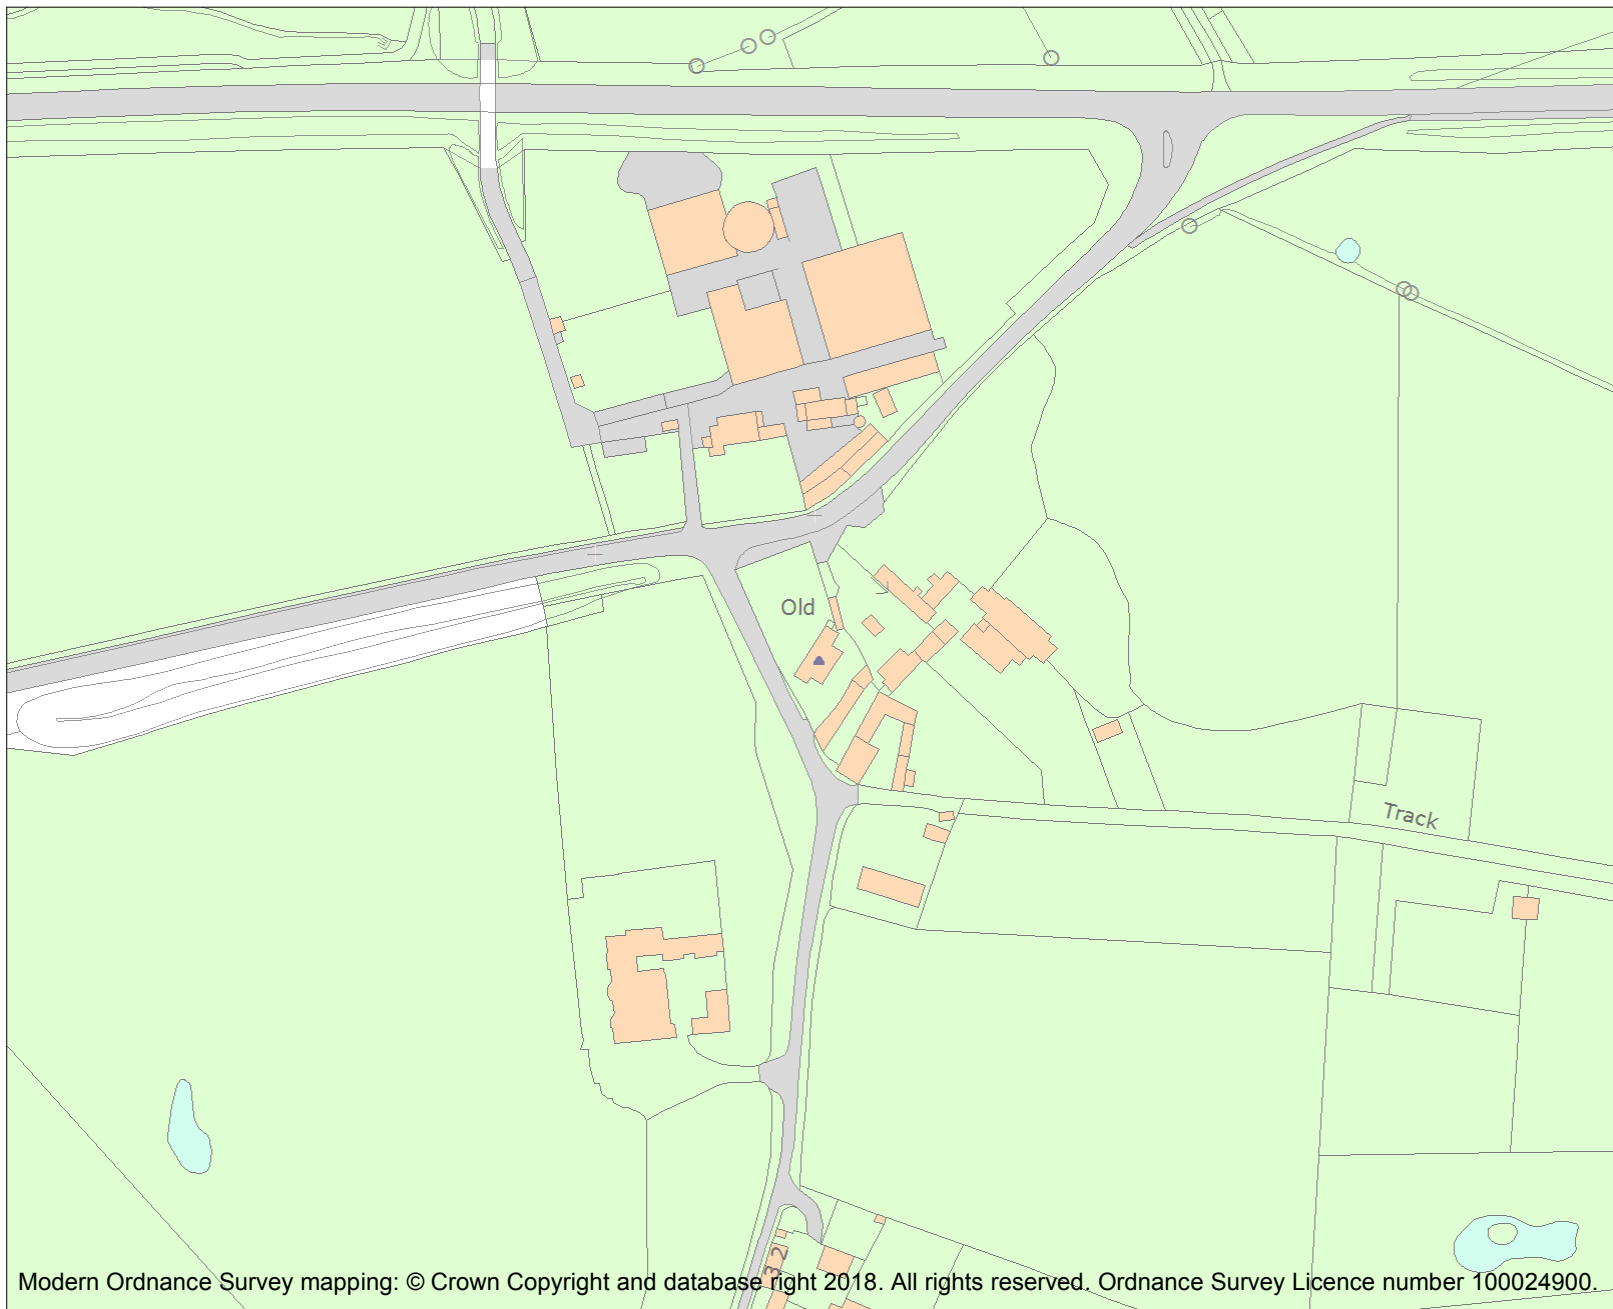 Old
Track
32
Modern Ordnance Survey mapping: © Crown Copyright and database right 2018. All rights reserved. Ordnance Survey Licence number 100024900.